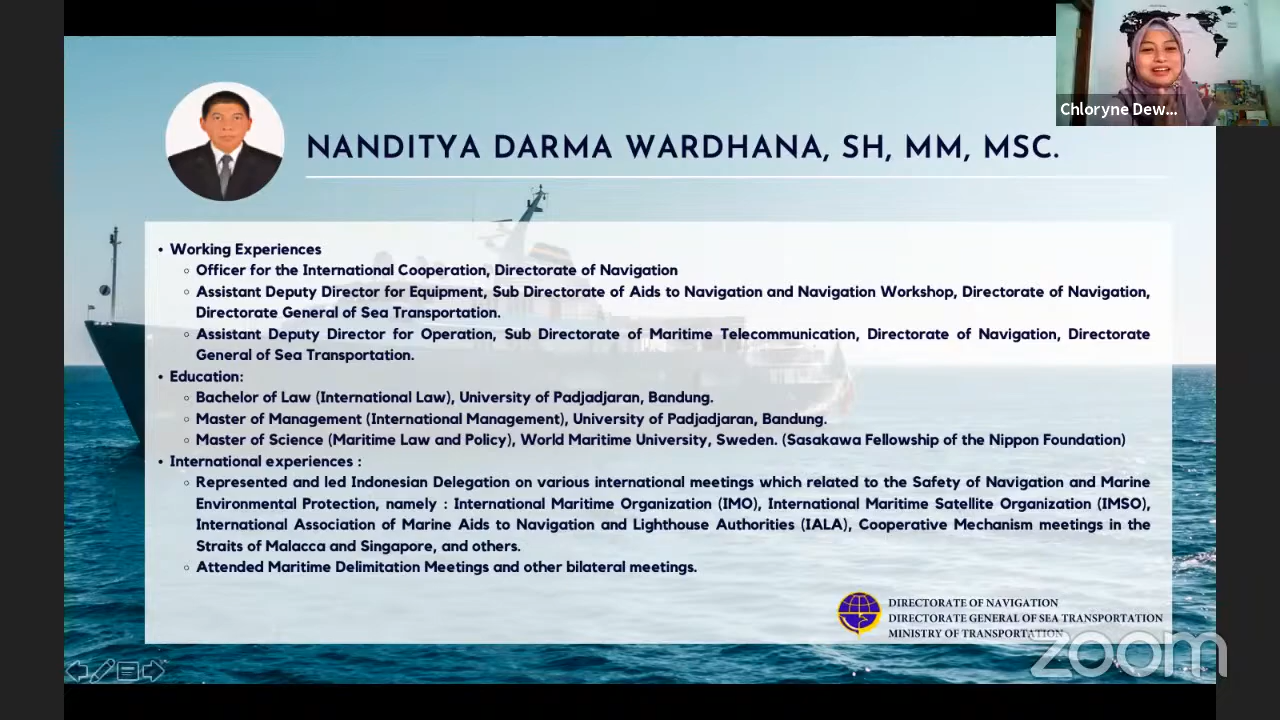 Chloryne Dew...
NANDITYA DARMA WARDHANA, SH, MM, MSC.
• Working Experiences
◦ Officer for the International Cooperation, Directorate of Navigation
◦ Assistant Deputy Director for Equipment, Sub Directorate of Aids to Navigation and Navigation Workshop, Directorate of Navigation,
Directorate General of Sea Transportation.
◦ Assistant Deputy Director for Operation, Sub Directorate of Maritime Telecommunication, Directorate of Navigation, Directorate
General of Sea Transportation.
• Education:
◦ Bachelor of Law (International Law), University of Padjadjaran, Bandung.
◦ Master of Management (International Management), University of Padjadjaran, Bandung.
◦ Master of Science (Maritime Law and Policy), World Maritime University, Sweden. (Sasakawa Fellowship of the Nippon Foundation)
• International experiences :
◦ Represented and led Indonesian Delegation on various international meetings which related to the Safety of Navigation and Marine
Environmental Protection, namely : International Maritime Organization (IMO), International Maritime Satellite Organization (IMSO),
International Association of Marine Aids to Navigation and Lighthouse Authorities (IALA), Cooperative Mechanism meetings in the
Straits of Malacca and Singapore, and others.
◦ Attended Maritime Delimitation Meetings and other bilateral meetings.
DIRECTORATE OF NAVIGATION
DIRECTORATE GENERAL OF SEA TRANSPORTATION
MINISTRY OF TRANSPORTATION
zoom